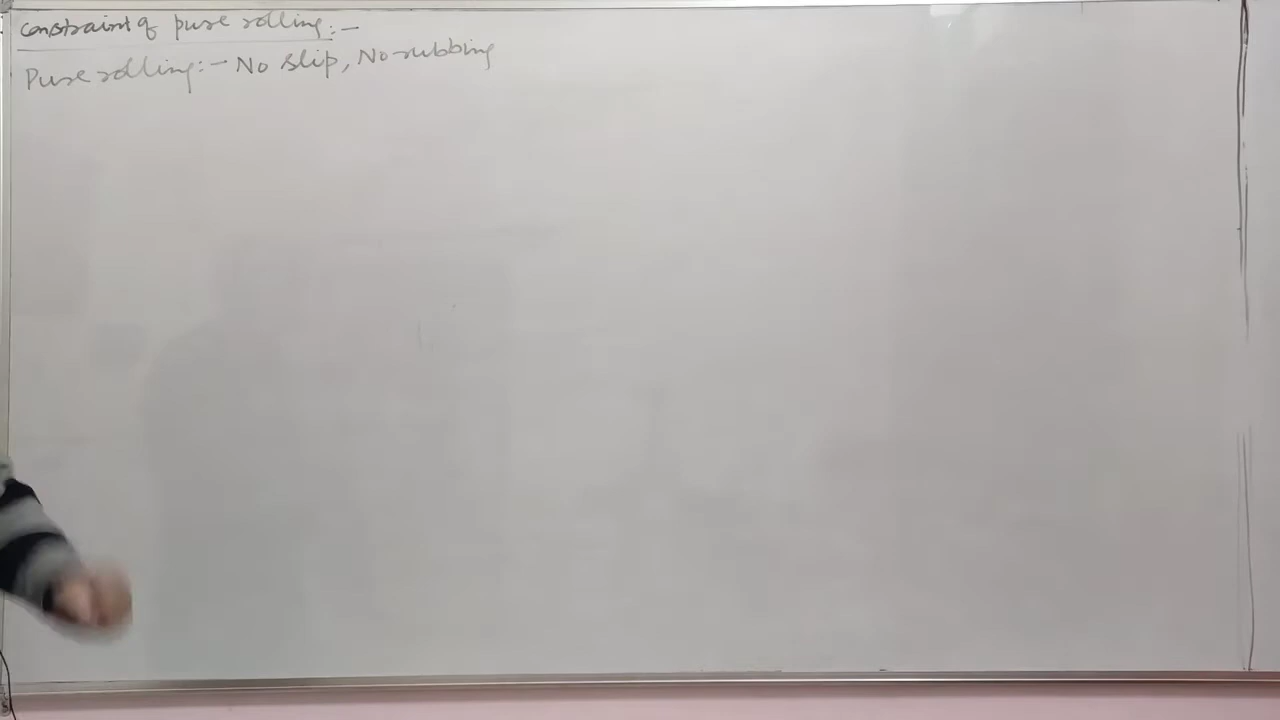 constraint of pure rolling:-
Pure rolling:- No slip, No rubbing